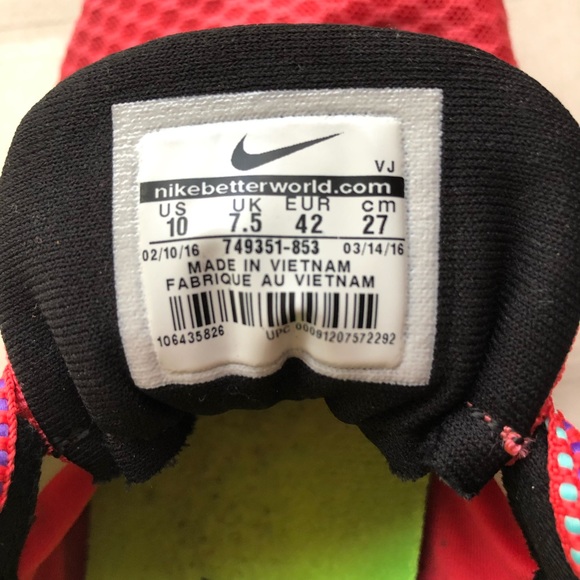 VJ
nikebetterworld.com
US UK EUR cm
10 7.5 42 27
02/10/16 749351-853 03/14/16
MADE IN VIETNAM
FABRIQUE AU VIETNAM
106435826 UPC 00091207572292